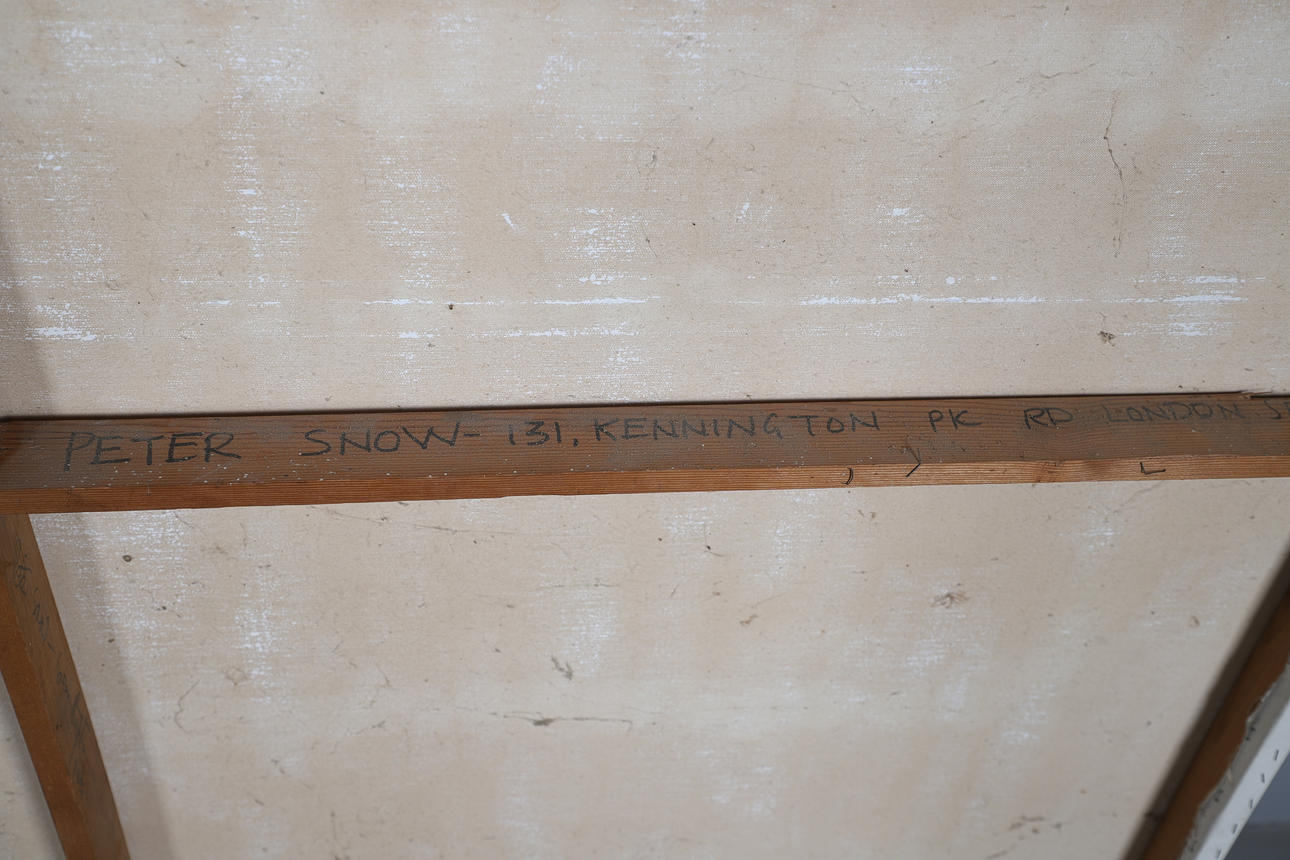 PETER SNOW- 131, KENNINGTON PK RD LONDON